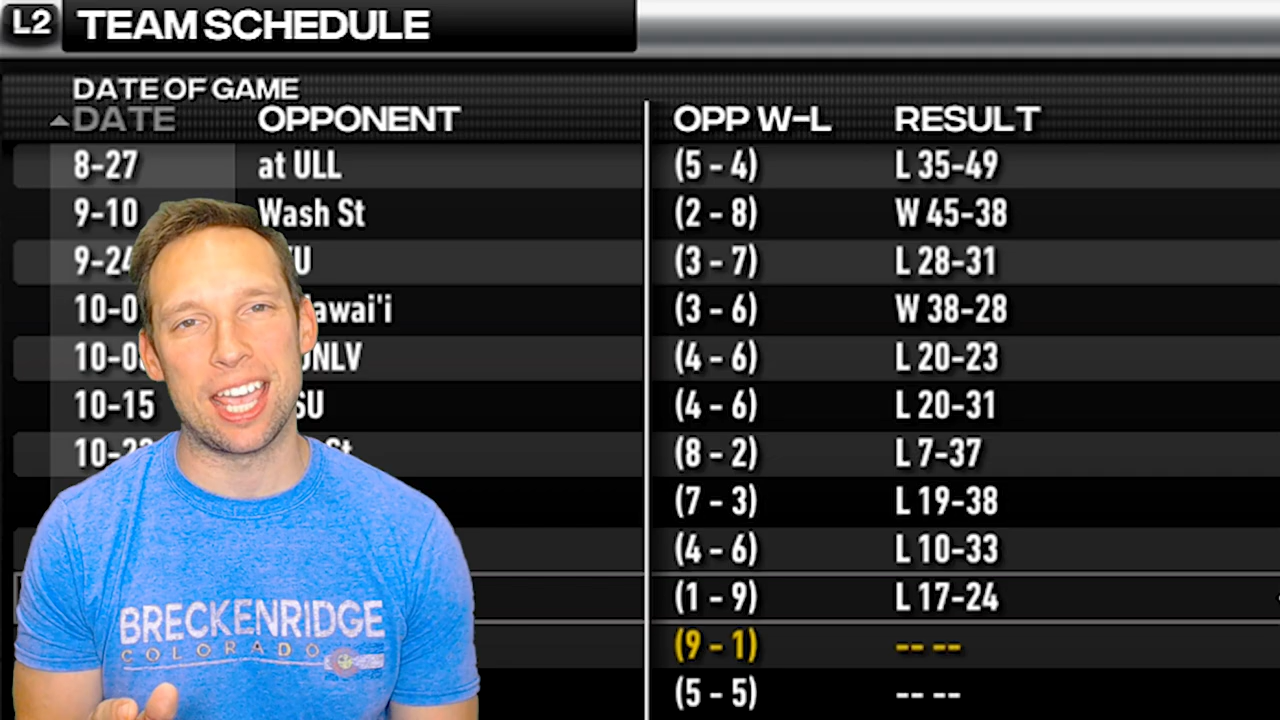 L2 TEAM SCHEDULE
DATE OF GAME
DATE OPPONENT OPP W-L RESULT
8-27 at ULL (5 - 4) L 35-49
9-10 Wash St (2 - 8) W 45-38
(3 - 7) L 28-31
(3 - 6) W 38-28
(4 - 6) L 20-23
10-15 (4 - 6) L 20-31
(8 - 2) L 7-37
(7 - 3) L 19-38
(4 - 6) L 10-33
(1 - 9) L 17-24
(9 - 1) -- --
(5 - 5) -- --
BRECKENRIDGE
COLORADO